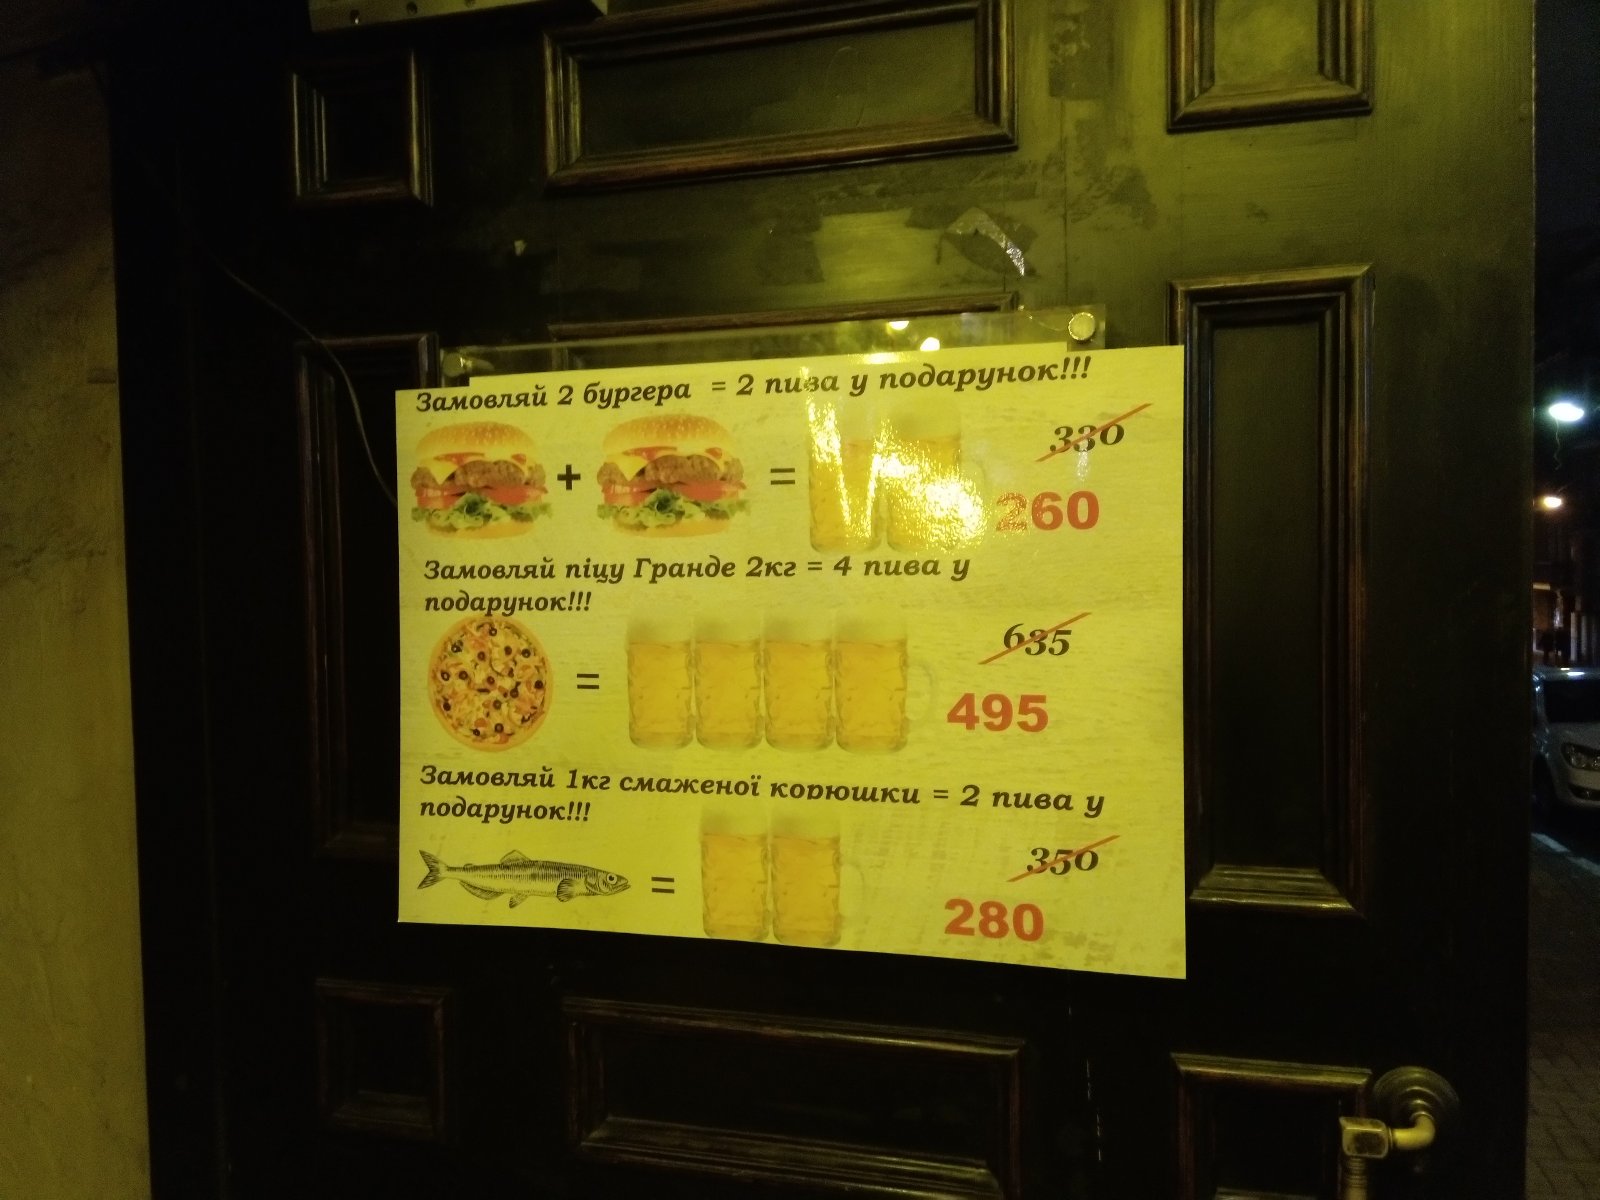 Замовляй 2 бургера = 2 пива у подарунок!!!
330
+ =
260
Замовляй піцу Гранде 2кг = 4 пива у
подарунок!!!
635
=
495
Замовляй 1кг смаженої корюшки = 2 пива у
подарунок!!!
350
=
280